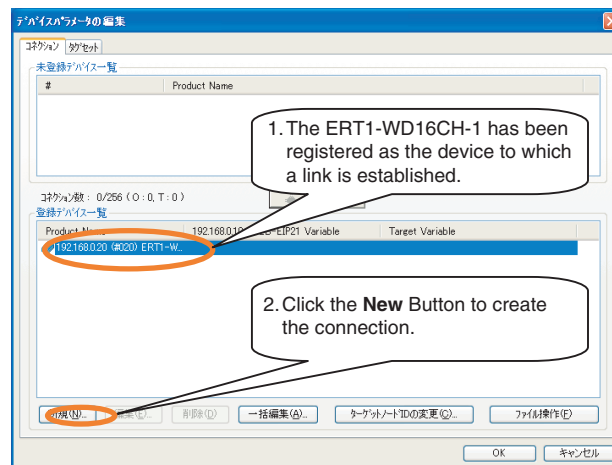 デバイスパラメータの編集
コネクション タグセット
未登録デバイス一覧
# Product Name
1. The ERT1-WD16CH-1 has been
registered as the device to which
a link is established.
コネクション数 : 0/256 ( O : 0, T : 0 )
登録デバイス一覧
Product 192.168.0.10 -EIP21 Variable Target Variable
192.168.0.20 (#020) ERT1-W...
2. Click the New Button to create
the connection.
新規(N)... 編集(E)... 削除(D) 一括編集(A)... ターゲットノードIDの変更(C)... ファイル操作(F)
OK キャンセル